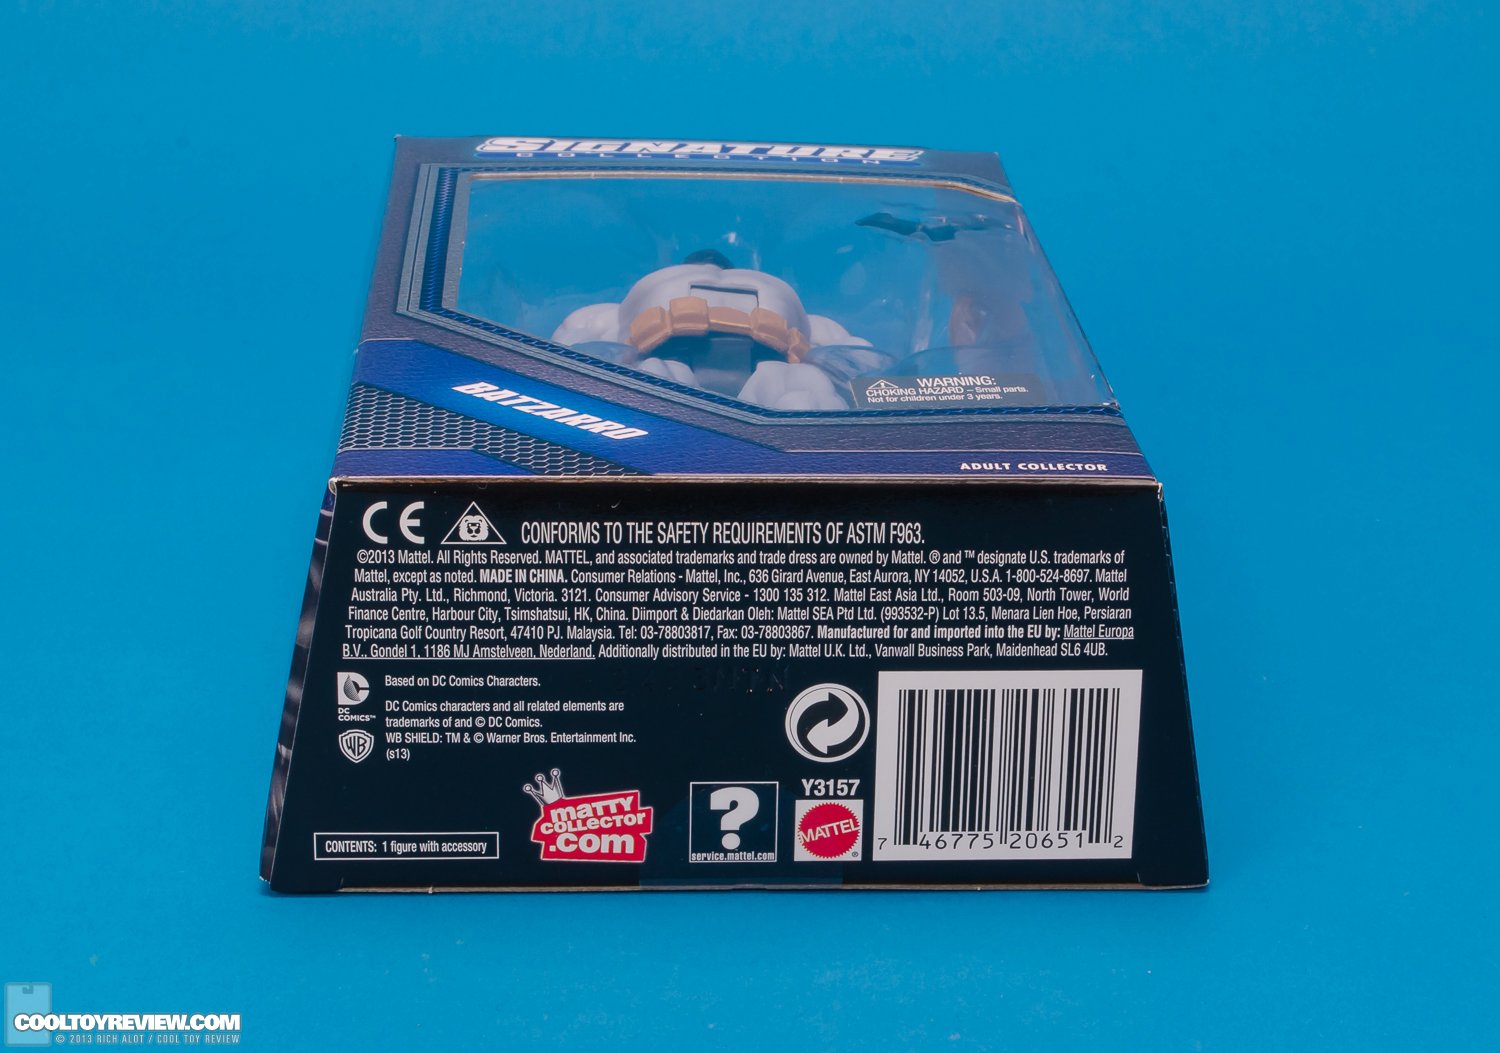 SIGNATURE
COLLECTION
WARNING:
CHOKING HAZARD – Small parts.
Not for children under 3 years.
BATZARRO
ADULT COLLECTOR
CE CONFORMS TO THE SAFETY REQUIREMENTS OF ASTM F963.
©2013 Mattel. All Rights Reserved. MATTEL, and associated trademarks and trade dress are owned by Mattel. ® and ™ designate U.S. trademarks of
Mattel, except as noted. MADE IN CHINA. Consumer Relations - Mattel, Inc., 636 Girard Avenue, East Aurora, NY 14052, U.S.A. 1-800-524-8697. Mattel
Australia Pty. Ltd., Richmond, Victoria. 3121. Consumer Advisory Service - 1300 135 312. Mattel East Asia Ltd., Room 503-09, North Tower, World
Finance Centre, Harbour City, Tsimshatsui, HK, China. Diimport & Diedarkan Oleh: Mattel SEA Ptd Ltd. (993532-P) Lot 13.5, Menara Lien Hoe, Persiaran
Tropicana Golf Country Resort, 47410 PJ. Malaysia. Tel: 03-78803817, Fax: 03-78803867. Manufactured for and imported into the EU by: Mattel Europa
B.V., Gondel 1, 1186 MJ Amstelveen, Nederland. Additionally distributed in the EU by: Mattel U.K. Ltd., Vanwall Business Park, Maidenhead SL6 4UB.
DC
COMICS™
Based on DC Comics Characters.
DC Comics characters and all related elements are
trademarks of and © DC Comics.
WB
WB SHIELD: TM & © Warner Bros. Entertainment Inc.
(s13)
CONTENTS: 1 figure with accessory
MATTY
COLLECTOR
.com
?
service.mattel.com
Y3157
MATTEL®
7 46775 20651 2
COOLTOYREVIEW.COM
© 2013 RICH ALOT / COOL TOY REVIEW